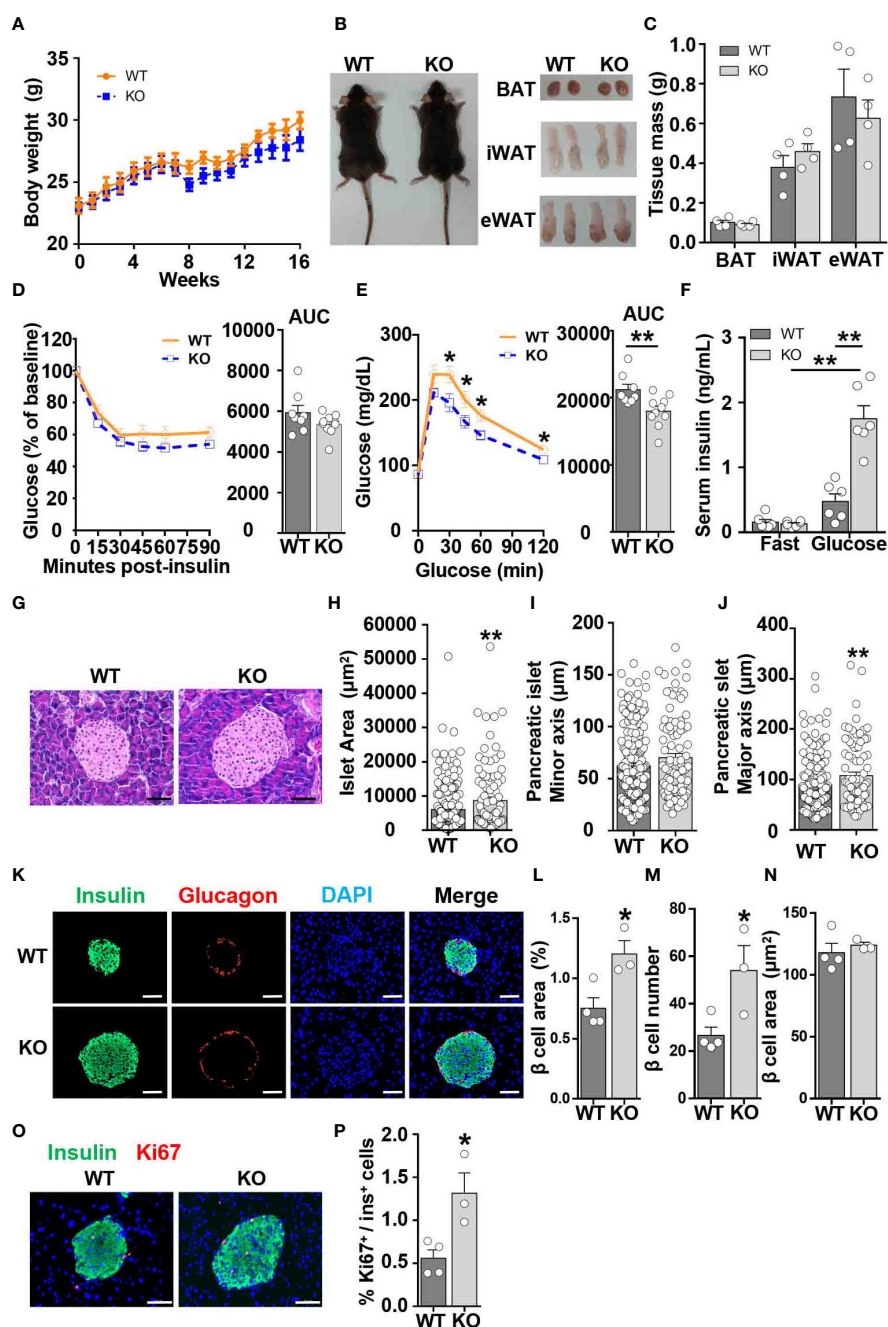 A
Body weight (g)
35
30
25
20
WT
KO
0 4 8 12 16
Weeks
B
WT KO
WT KO
BAT
iWAT
eWAT
C
Tissue mass (g)
1.0
0.8
0.6
0.4
0.2
0.0
WT
KO
BAT iWAT eWAT
D
Glucose (% of baseline)
120
100
80
60
40
20
0
WT
KO
0 15 30 45 60 75 90
Minutes post-insulin
AUC
10000
8000
6000
4000
2000
0
WT KO
E
Glucose (mg/dL)
300
200
100
0
WT
KO
* * * *
0 30 60 90 120
Glucose (min)
AUC
30000
20000
10000
0
**
WT KO
F
Serum insulin (ng/mL)
3
2
1
0
WT
KO
**
**
Fast Glucose
G
WT KO
H
Islet Area (μm²)
60000
50000
40000
30000
20000
10000
0
**
WT KO
I
Pancreatic islet
Minor axis (μm)
200
150
100
50
0
WT KO
J
Pancreatic slet
Major axis (μm)
400
300
200
100
0
**
WT KO
K
Insulin Glucagon DAPI Merge
WT
KO
L
β cell area (%)
1.5
1.0
0.5
0.0
*
WT KO
M
β cell number
80
60
40
20
0
*
WT KO
N
β cell area (μm²)
150
100
50
0
WT KO
O
Insulin Ki67
WT KO
P
% Ki67⁺ / ins⁺ cells
2.0
1.5
1.0
0.5
0.0
*
WT KO